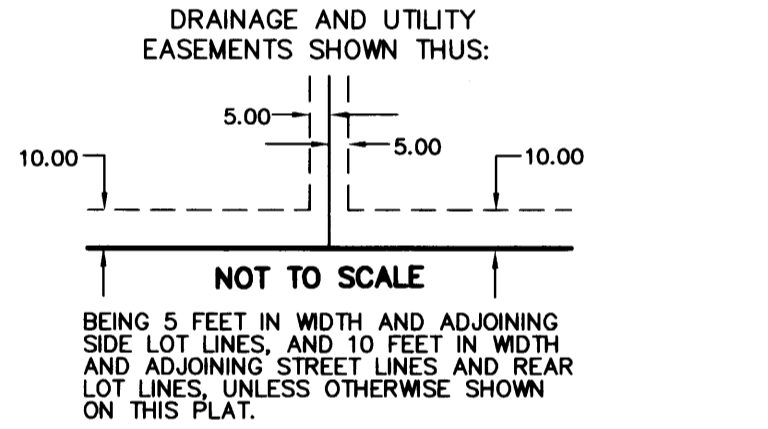 DRAINAGE AND UTILITY
EASEMENTS SHOWN THUS:
5.00
5.00
10.00
10.00
NOT TO SCALE
BEING 5 FEET IN WIDTH AND ADJOINING
SIDE LOT LINES, AND 10 FEET IN WIDTH
AND ADJOINING STREET LINES AND REAR
LOT LINES, UNLESS OTHERWISE SHOWN
ON THIS PLAT.